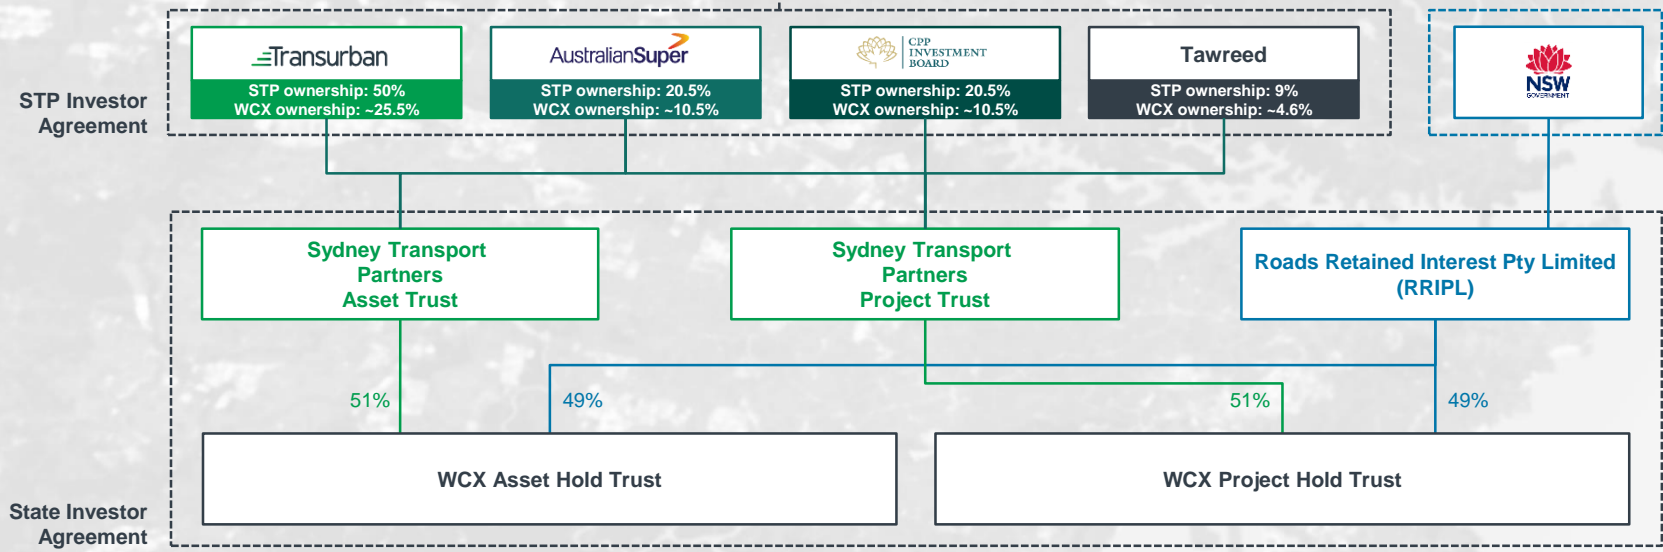 Transurban
AustralianSuper
CPP
INVESTMENT
BOARD
Tawreed
NSW
GOVERNMENT
STP ownership: 50%
WCX ownership: ~25.5%
STP ownership: 20.5%
WCX ownership: ~10.5%
STP ownership: 20.5%
WCX ownership: ~10.5%
STP ownership: 9%
WCX ownership: ~4.6%
STP Investor
Agreement
Sydney Transport
Partners
Asset Trust
Sydney Transport
Partners
Project Trust
Roads Retained Interest Pty Limited
(RRIPL)
51%
49%
51%
49%
WCX Asset Hold Trust
WCX Project Hold Trust
State Investor
Agreement